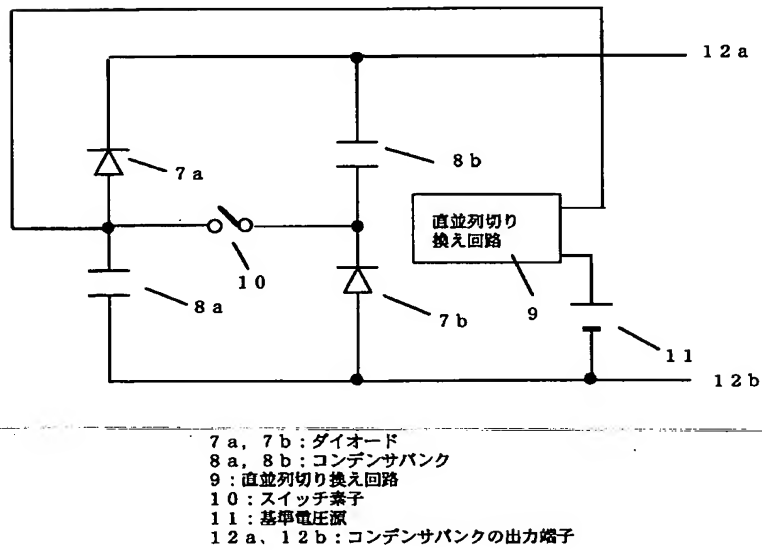 12a
8b
7a
直並列切り
換え回路
10
8a
7b
9
11
12b
7a, 7b：ダイオード
8a, 8b：コンデンサバンク
9：直並列切り換え回路
10：スイッチ素子
11：基準電圧源
12a、12b：コンデンサバンクの出力端子